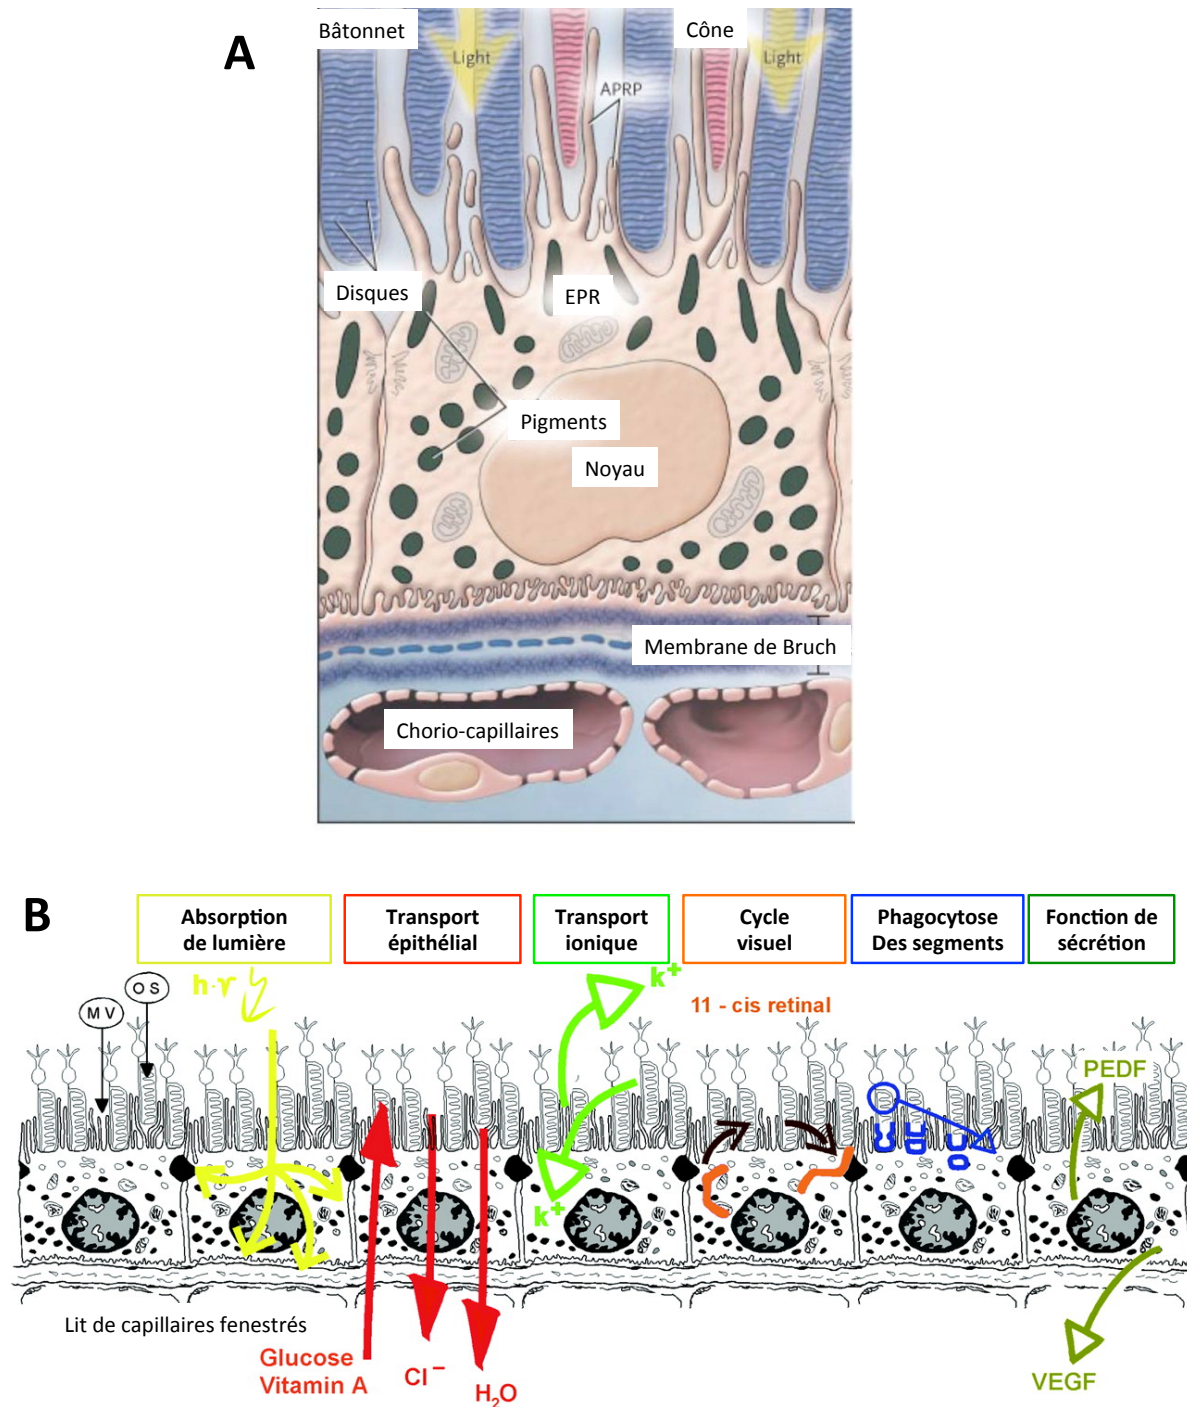 A
Bâtonnet
Cône
Light
Light
APRP
Disques
EPR
Pigments
Noyau
Membrane de Bruch
Chorio-capillaires
B
Absorption
de lumière
Transport
épithélial
Transport
ionique
Cycle
visuel
Phagocytose
Des segments
Fonction de
sécrétion
h·γ
k⁺
11 - cis retinal
O S
M V
PEDF
k⁺
Lit de capillaires fenestrés
Glucose
Vitamin A
Cl⁻
H₂O
VEGF